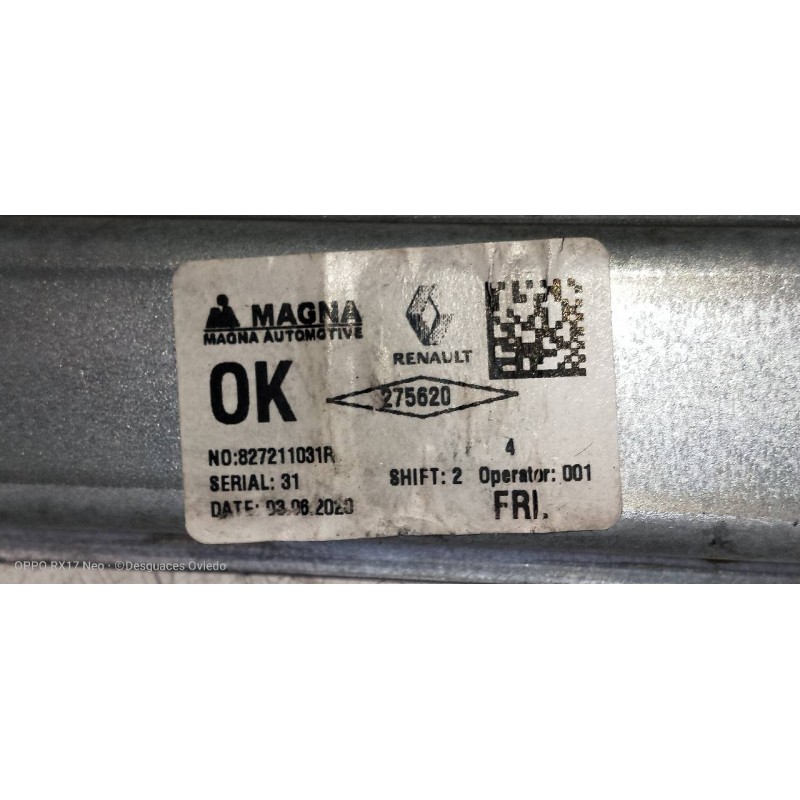 MAGNA
MAGNA AUTOMOTIVE
RENAULT
OK
275620
NO:827211031R
4
SERIAL: 31
SHIFT: 2 Operator: 001
DATE: 03.06.2020
FRI.
OPPO RX17 Neo · ©Desguaces Oviedo